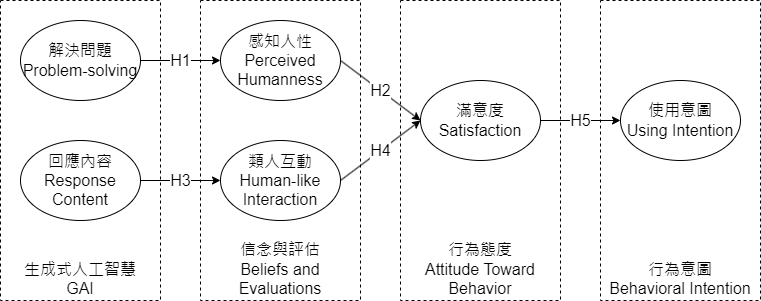 解決問題
Problem-solving
H1
感知人性
Perceived
Humanness
H2
回應內容
Response
Content
H3
類人互動
Human-like
Interaction
H4
滿意度
Satisfaction
H5
使用意圖
Using Intention
生成式人工智慧
GAI
信念與評估
Beliefs and
Evaluations
行為態度
Attitude Toward
Behavior
行為意圖
Behavioral Intention